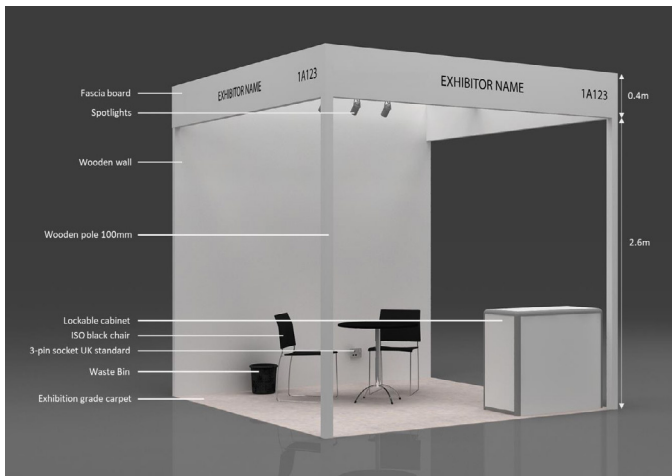 EXHIBITOR NAME 1A123
EXHIBITOR NAME 1A123
Fascia board
0.4m
Spotlights
Wooden wall
Wooden pole 100mm
2.6m
Lockable cabinet
ISO black chair
3-pin socket UK standard
Waste Bin
Exhibition grade carpet